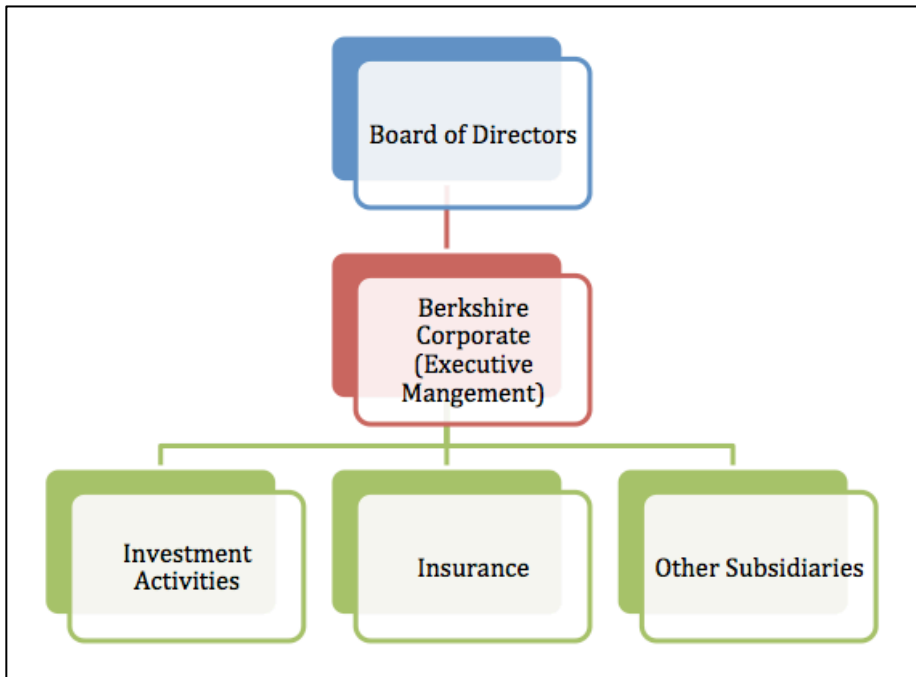 Board of Directors
Berkshire
Corporate
(Executive
Mangement)
Investment
Activities
Insurance
Other Subsidiaries